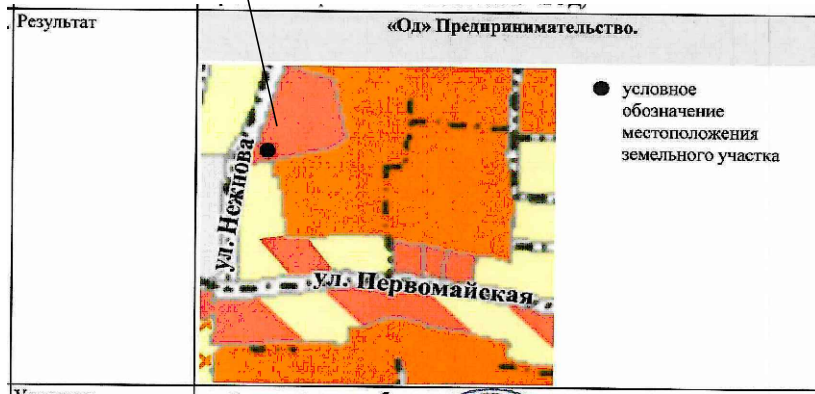 Результат
«Од» Предпринимательство.
условное
обозначение
местоположения
земельного участка
ул. Нежнова
ул. Первомайская